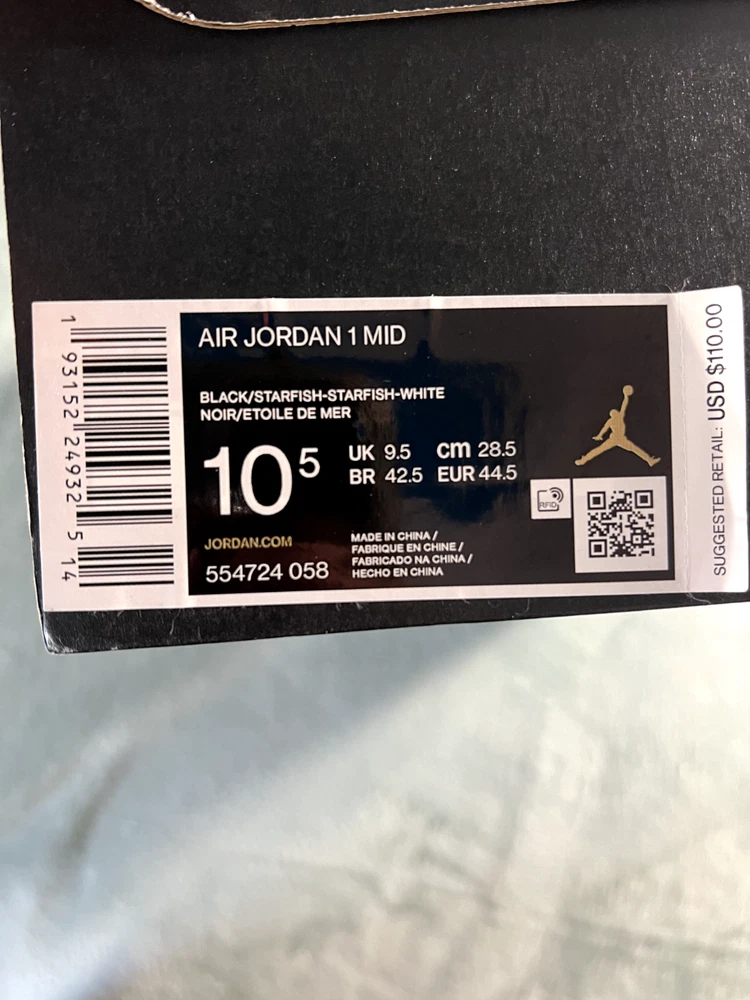 AIR JORDAN 1 MID
BLACK/STARFISH-STARFISH-WHITE
NOIR/ETOILE DE MER
10 5
UK 9.5 cm 28.5
BR 42.5 EUR 44.5
RFID
JORDAN.COM
554724 058
MADE IN CHINA /
FABRIQUE EN CHINE /
FABRICADO NA CHINA /
HECHO EN CHINA
1 93152 24932 5 14
SUGGESTED RETAIL: USD $110.00